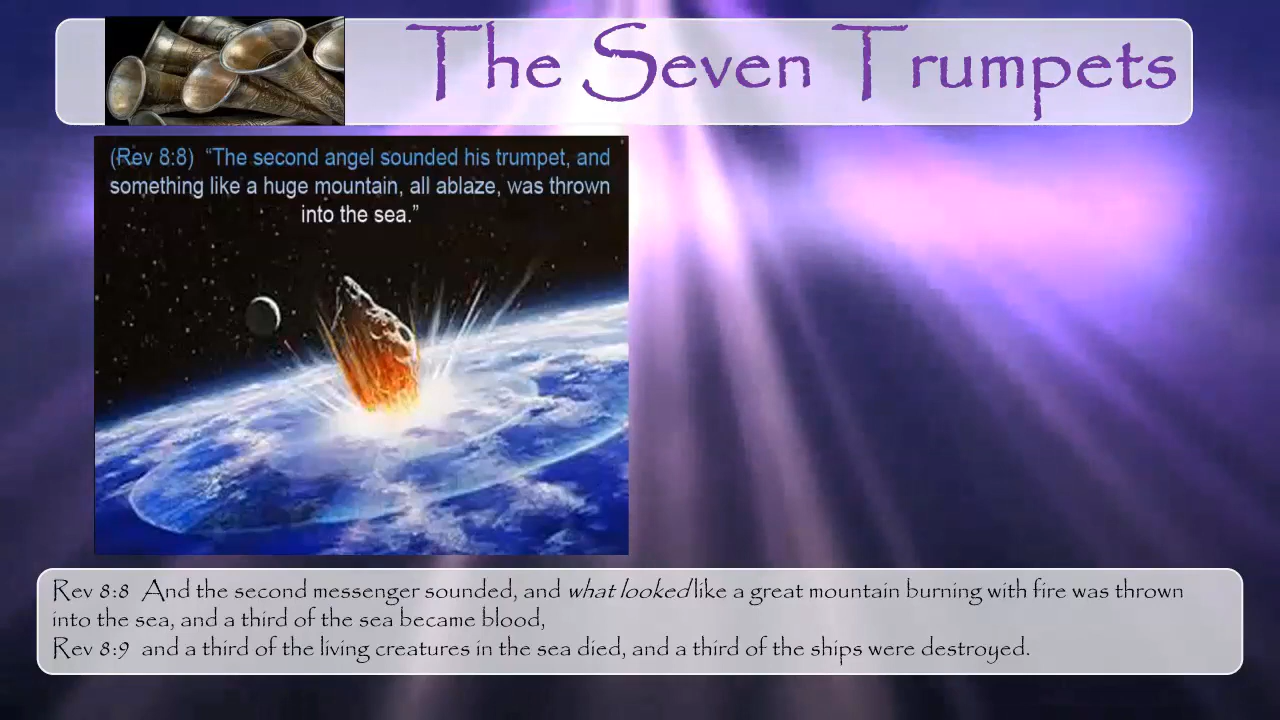 The Seven Trumpets
(Rev 8:8) “The second angel sounded his trumpet, and
something like a huge mountain, all ablaze, was thrown
into the sea.”
Rev 8:8 And the second messenger sounded, and what looked like a great mountain burning with fire was thrown
into the sea, and a third of the sea became blood,
Rev 8:9 and a third of the living creatures in the sea died, and a third of the ships were destroyed.